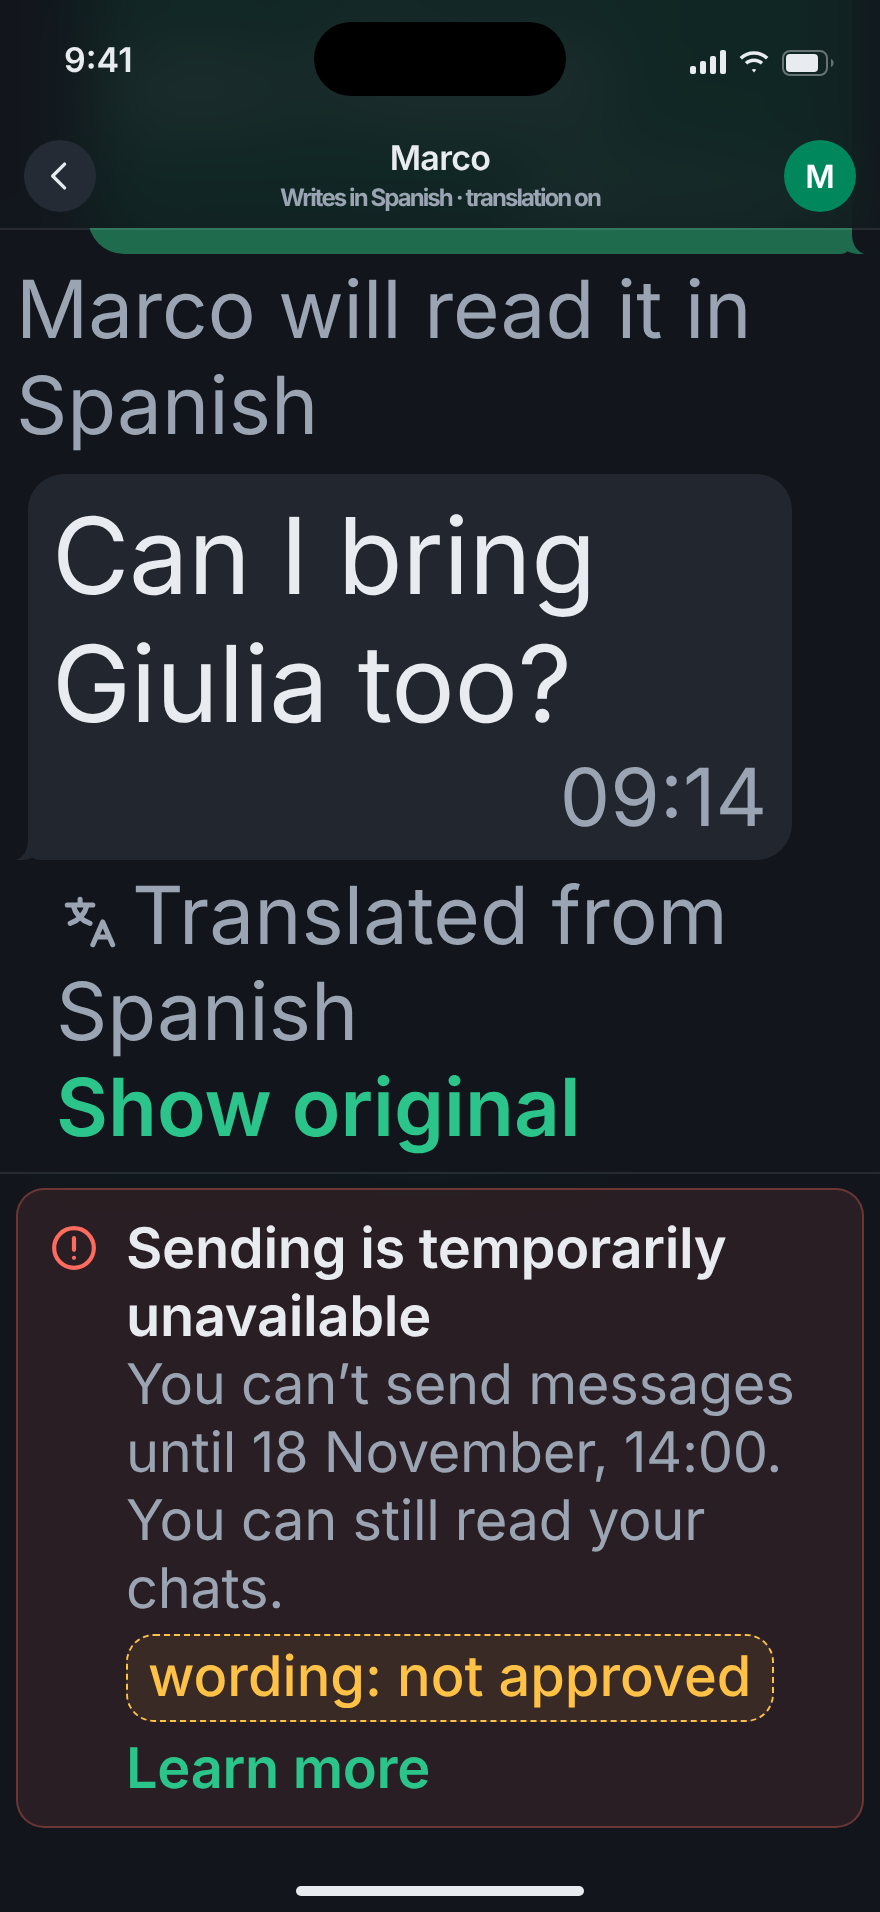 9:41
Marco
Writes in Spanish · translation on
M
Marco will read it in
Spanish
Can I bring
Giulia too?
09:14
Translated from
Spanish
Show original
Sending is temporarily
unavailable
You can’t send messages
until 18 November, 14:00.
You can still read your
chats.
wording: not approved
Learn more